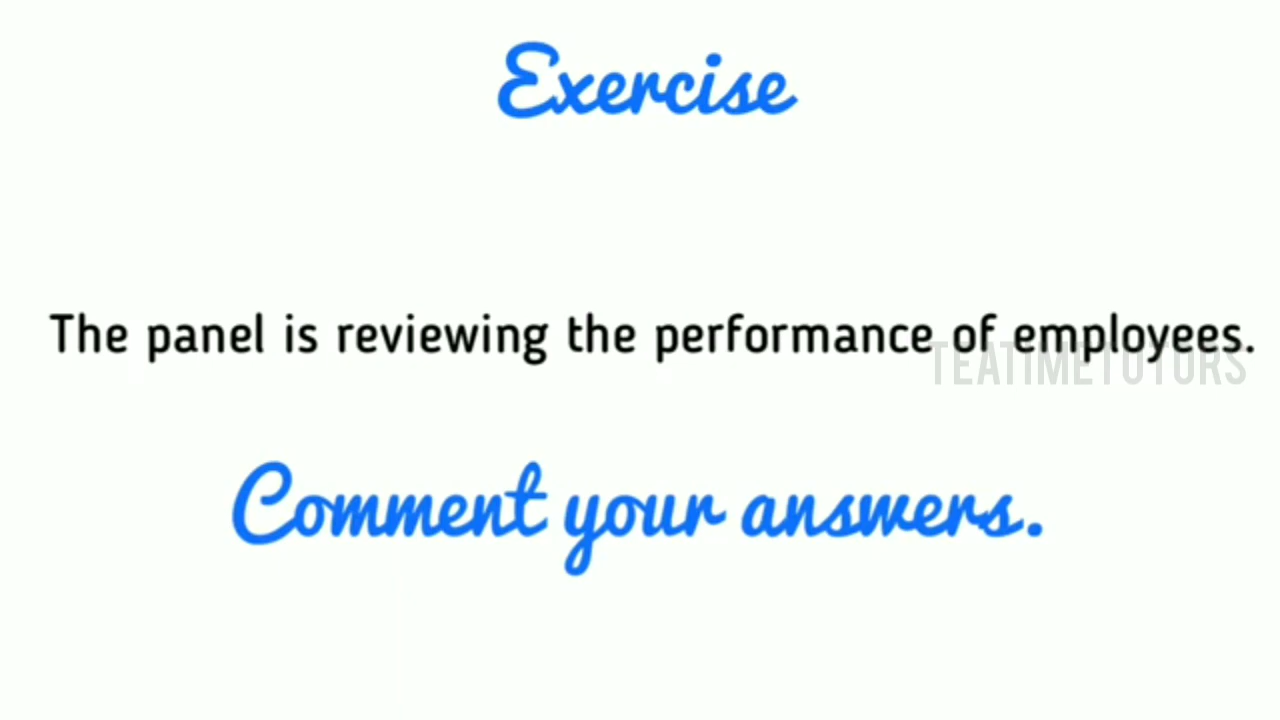 Exercise
The panel is reviewing the performance of employees.
TEATIMETUTORS
Comment your answers.